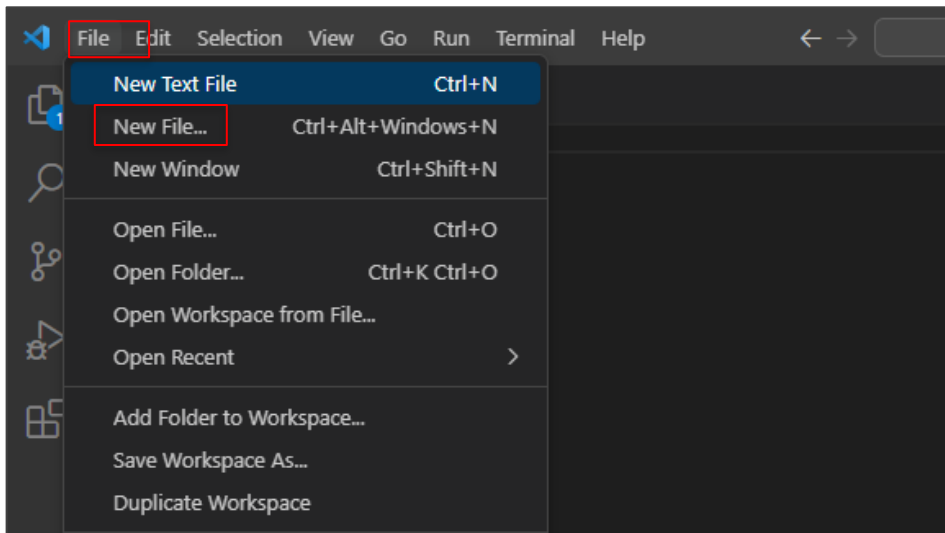 File Edit Selection View Go Run Terminal Help
New Text File Ctrl+N
1
New File... Ctrl+Alt+Windows+N
New Window Ctrl+Shift+N
Open File... Ctrl+O
Open Folder... Ctrl+K Ctrl+O
Open Workspace from File...
Open Recent
Add Folder to Workspace...
Save Workspace As...
Duplicate Workspace